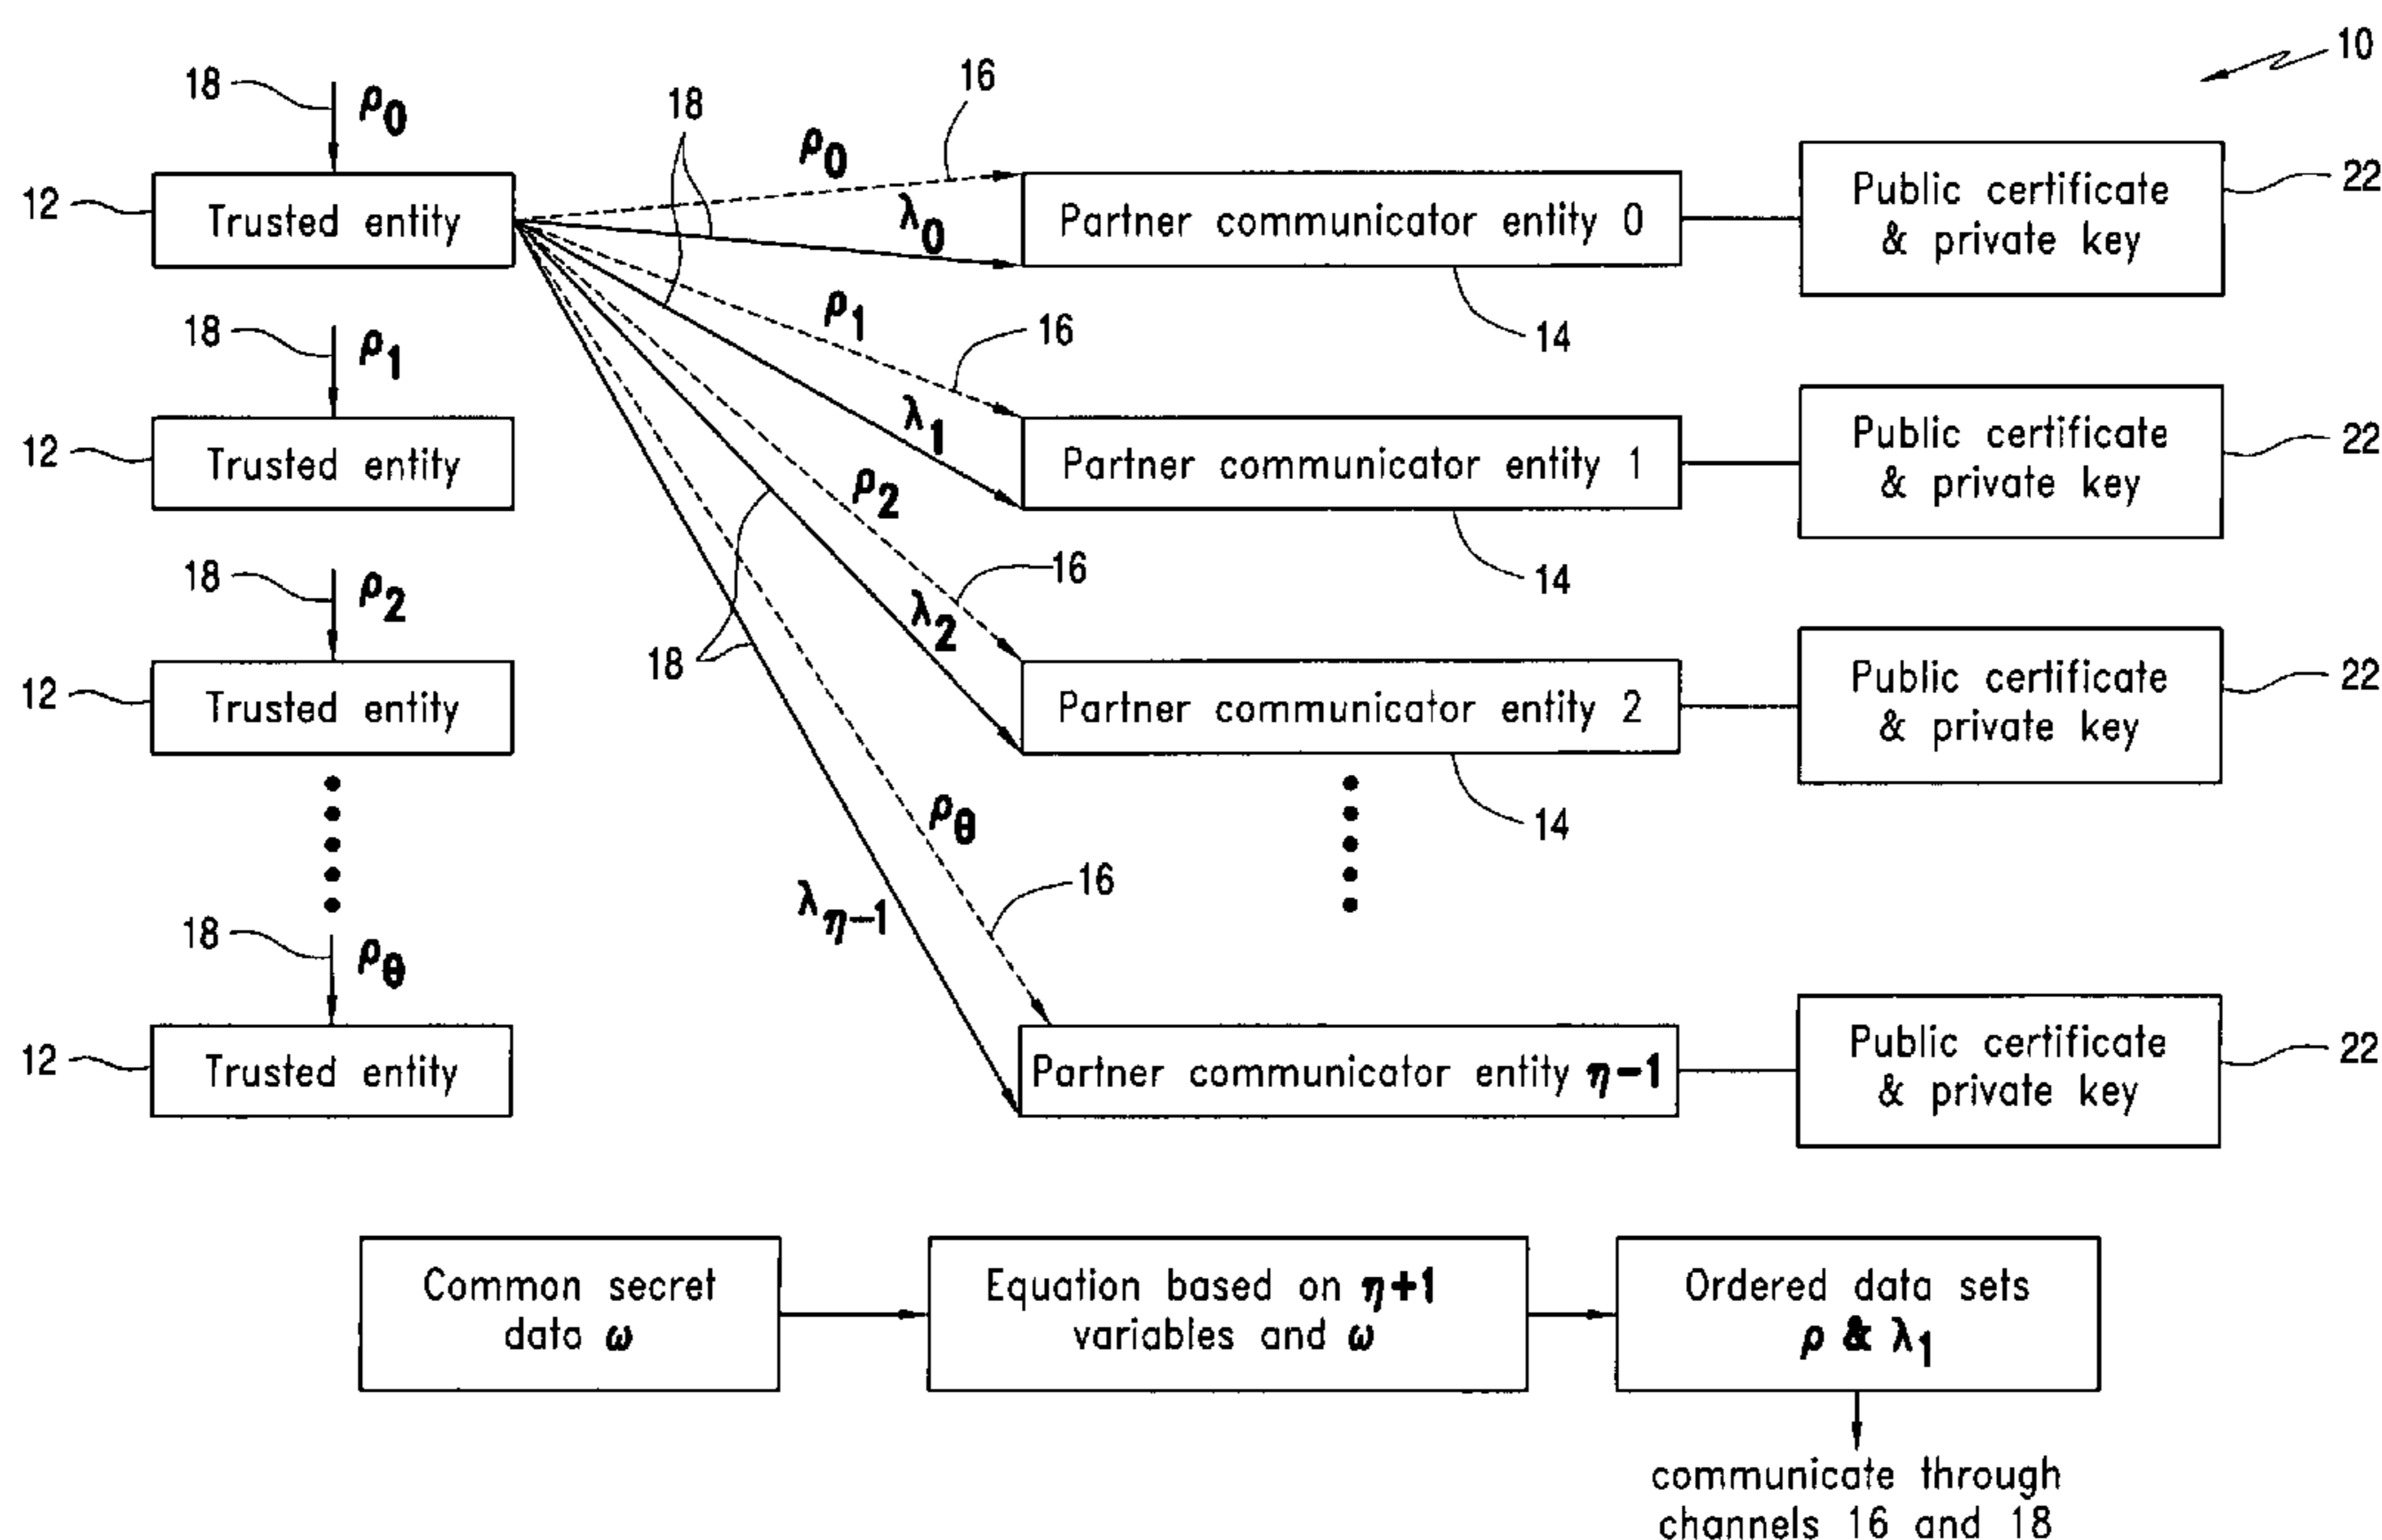 10
18
ρ0
18
ρ0
16
12
Trusted entity
λ0
Partner communicator entity 0
Public certificate
& private key
22
14
18
ρ1
ρ1
16
12
Trusted entity
λ1
Partner communicator entity 1
Public certificate
& private key
22
14
18
ρ2
ρ2
16
12
Trusted entity
18
λ2
Partner communicator entity 2
Public certificate
& private key
22
14
18
ρθ
ρθ
16
λη-1
12
Trusted entity
Partner communicator entity η-1
Public certificate
& private key
22
Common secret
data ω
Equation based on η+1
variables and ω
Ordered data sets
ρ & λ1
communicate through
channels 16 and 18